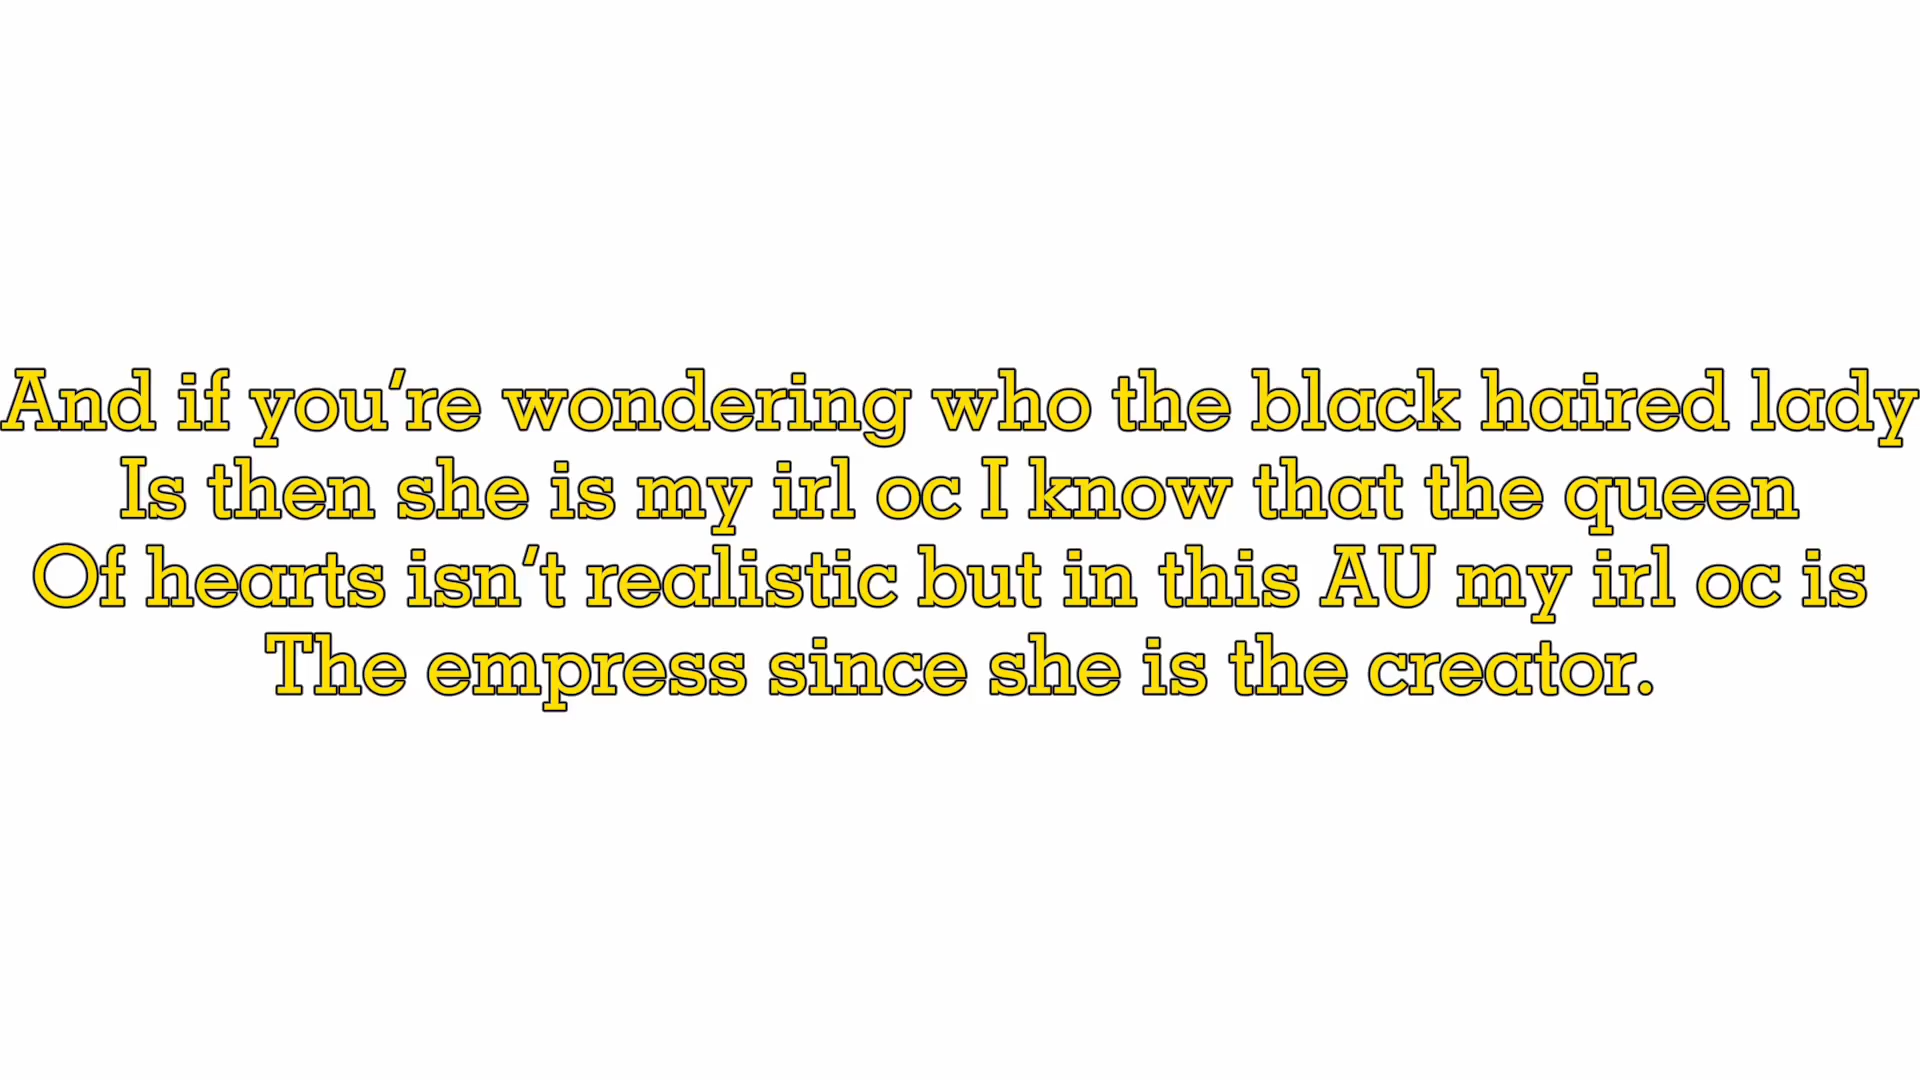 And if you're wondering who the black haired lady
Is then she is my irl oc I know that the queen
Of hearts isn't realistic but in this AU my irl oc is
The empress since she is the creator.